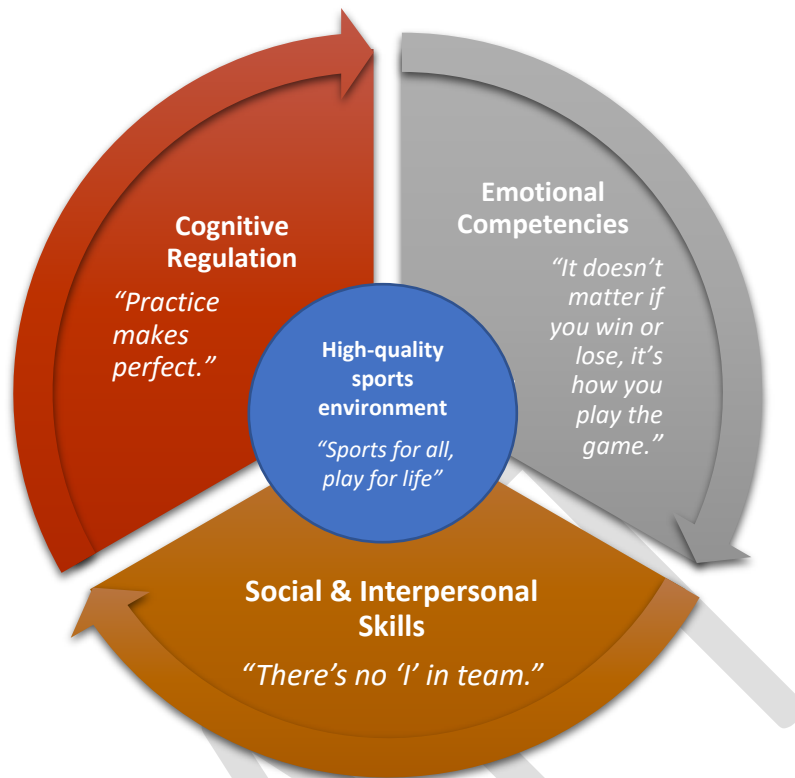 Cognitive
Regulation
“Practice
makes
perfect.”
Emotional
Competencies
“It doesn’t
matter if
you win or
lose, it’s
how you
play the
game.”
High-quality
sports
environment
“Sports for all,
play for life”
Social & Interpersonal
Skills
“There’s no ‘I’ in team.”